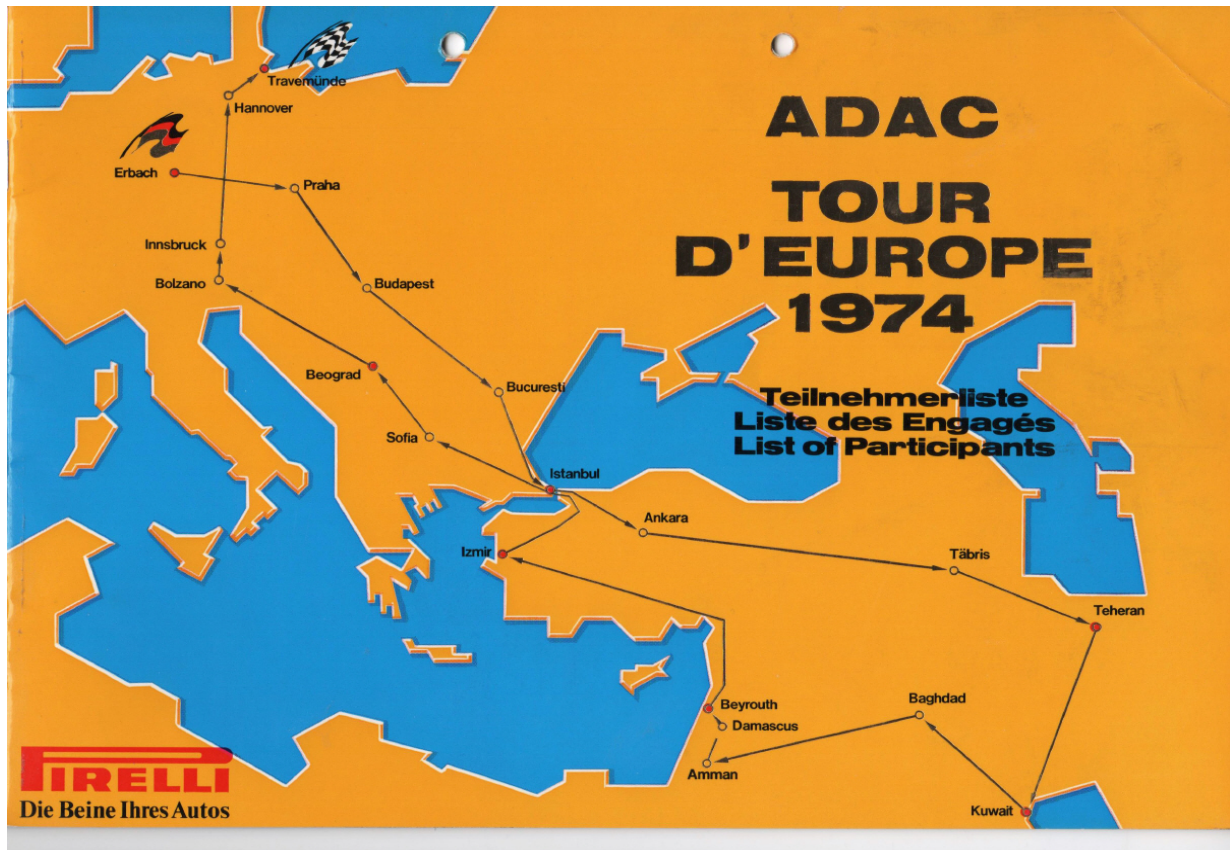 ADAC
TOUR
D'EUROPE
1974
Teilnehmerliste
Liste des Engagés
List of Participants
Travemünde
Hannover
Erbach
Praha
Innsbruck
Bolzano
Budapest
Beograd
Bucuresti
Sofia
Istanbul
Ankara
Izmir
Täbris
Teheran
Beyrouth
Damascus
Baghdad
Amman
Kuwait
PIRELLI
Die Beine Ihres Autos